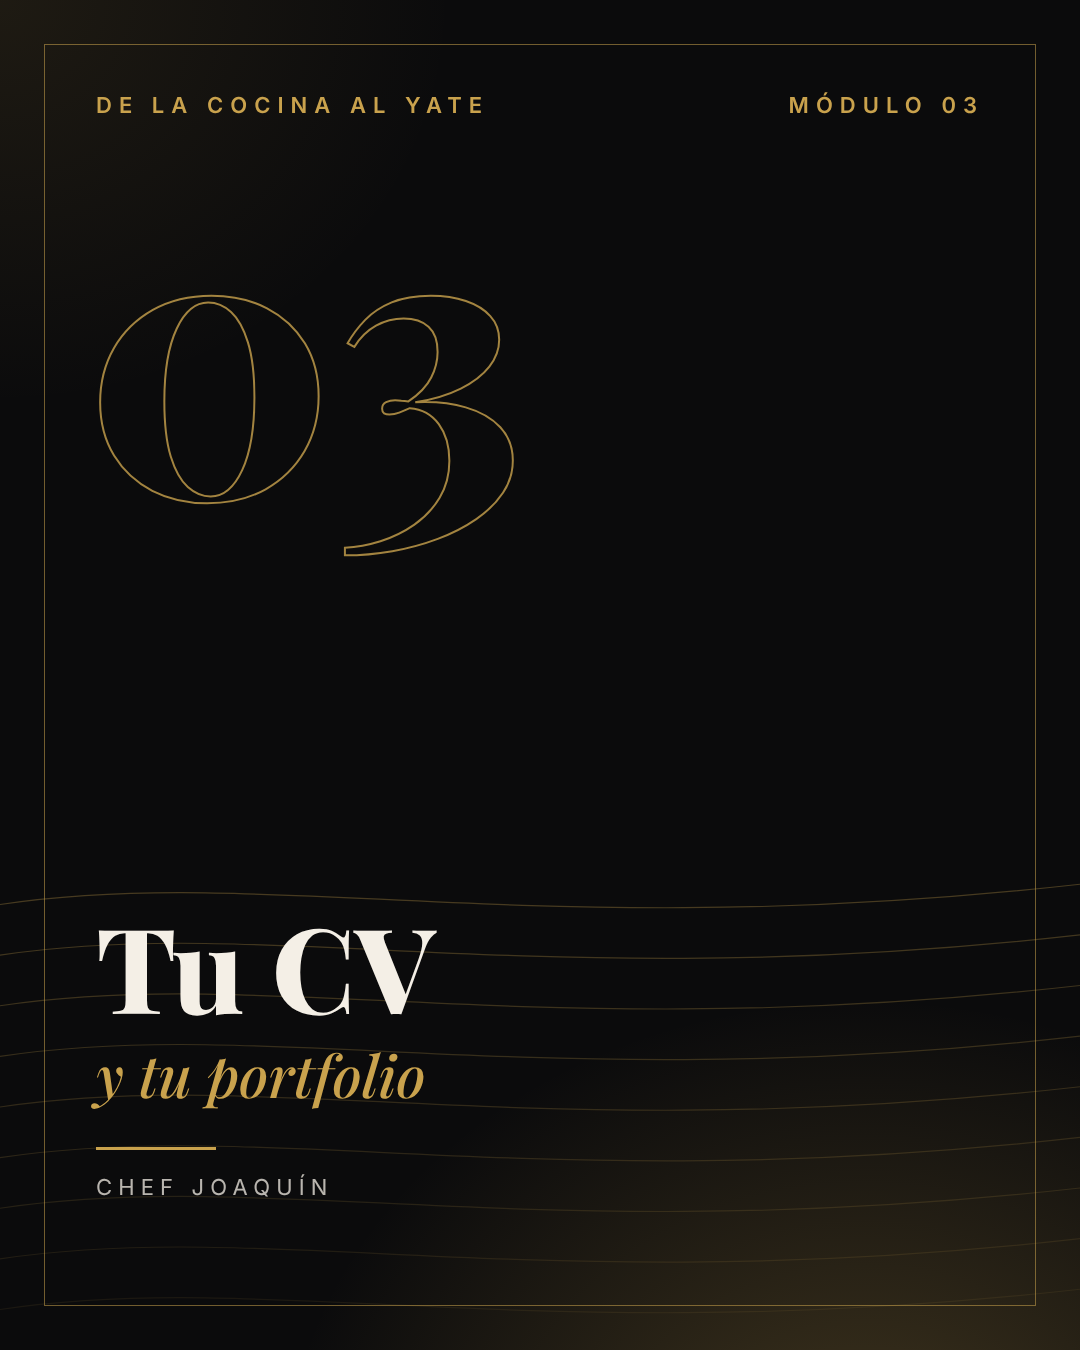 DE LA COCINA AL YATE
MÓDULO 03
03
Tu CV
y tu portfolio
CHEF JOAQUÍN